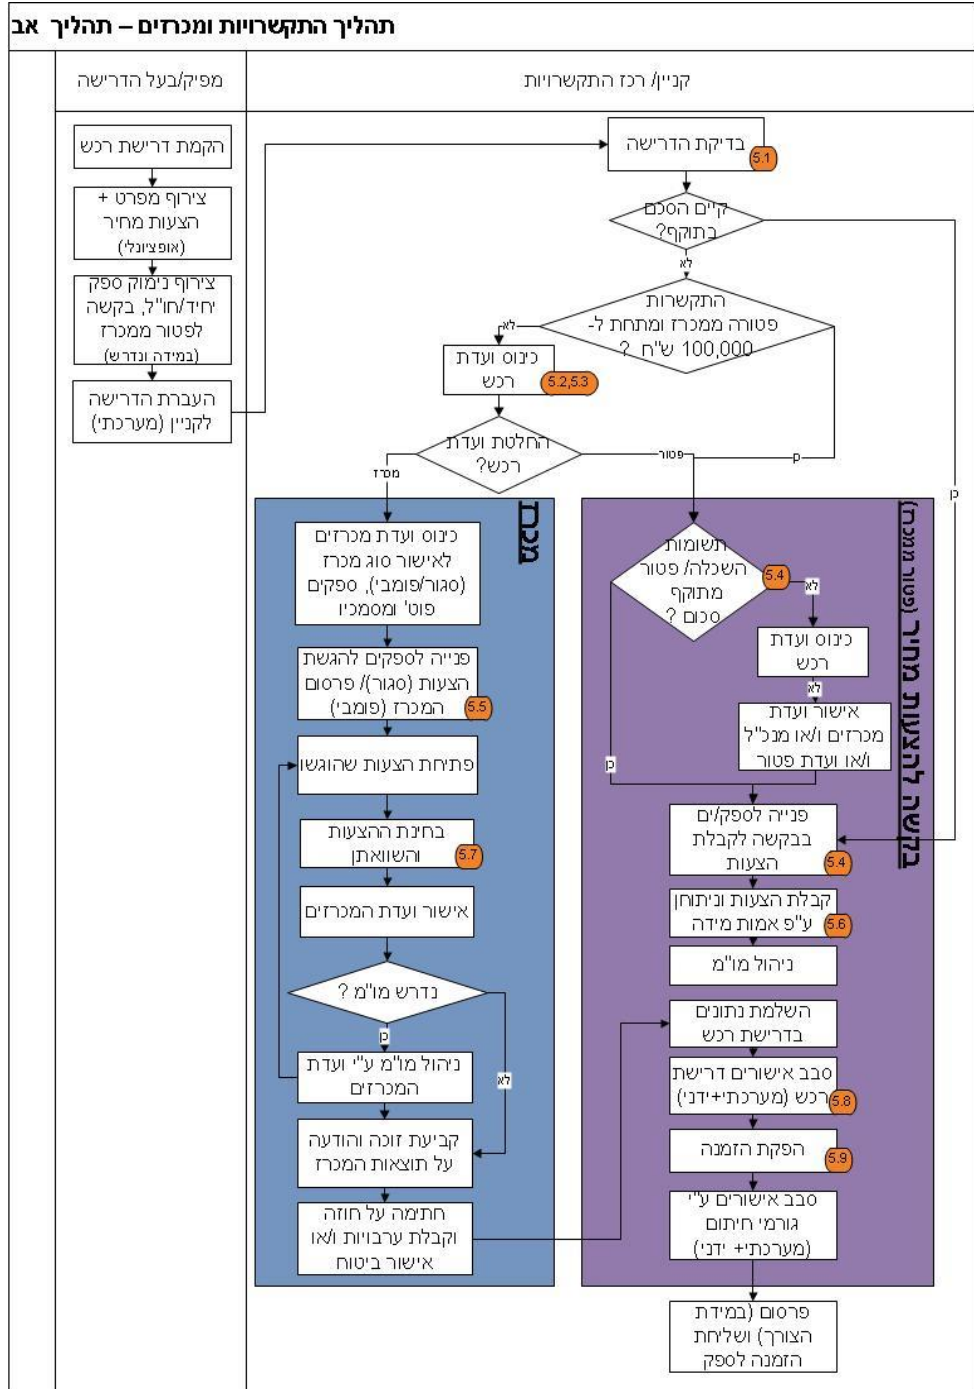 תהליך התקשרויות ומכרזים – תהליך אב
מפיק/בעל הדרישה
קניין/ רכז התקשרויות
הקמת דרישת רכש
צירוף מפרט +
הצעות מחיר
(אופציונלי)
צירוף נימוק ספק
יחיד/חו"ל, בקשה
לפטור ממכרז
(במידה ונדרש)
העברת הדרישה
לקניין (מערכתי)
בדיקת הדרישה
5.1
קיים הסכם
בתוקף?
כן
לא
התקשרות
פטורה ממכרז ומתחת ל-
100,000 ש"ח ?
לא
כן
כינוס ועדת
רכש
5.2,5.3
החלטת ועדת
רכש?
מכרז
פטור
מכרז
כינוס ועדת מכרזים
לאישור סוג מכרז
(סגור/פומבי), ספקים
פוט' ומסמכיו
פנייה לספקים להגשת
הצעות (סגור)/ פרסום
המכרז (פומבי)
5.5
פתיחת הצעות שהוגשו
בחינת ההצעות
והשוואתן
5.7
אישור ועדת המכרזים
נדרש מו"מ ?
כן
לא
ניהול מו"מ ע"י ועדת
המכרזים
קביעת זוכה והודעה
על תוצאות המכרז
חתימה על חוזה
וקבלת ערבויות ו/או
אישור ביטוח
בקשה להצעות מחיר (פטור ממכרז)
תשומות
השכלה/ פטור
מתוקף
סכום ?
5.4
לא
כן
כינוס ועדת
רכש
לא
אישור ועדת
מכרזים ו/או מנכ"ל
ו/או ועדת פטור
פנייה לספק/ים
בבקשה לקבלת
הצעות
5.4
קבלת הצעות וניתוחן
ע"פ אמות מידה
5.6
ניהול מו"מ
השלמת נתונים
בדרישת רכש
סבב אישורים דרישת
רכש (מערכתי+ידני)
5.8
הפקת הזמנה
5.9
סבב אישורים ע"י
גורמי חיתום
(מערכתי+ ידני)
פרסום (במידת
הצורך) ושליחת
הזמנה לספק